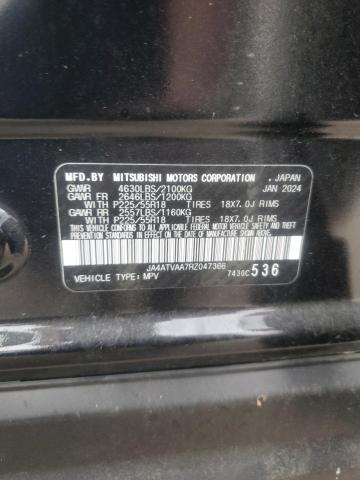 MFD.BY MITSUBISHI MOTORS CORPORATION , JAPAN
GWWR 4630LBS/2100KG JAN 2024
GAWR FR 2646LBS/1200KG
WITH P225/55R18 TIRES 18X7.0J RIMS
GAWR RR 2557LBS/1160KG
WITH P225/55R18 TIRES 18X7.0J RIMS
THIS VEHICLE CONFORMS TO ALL APPLICABLE FEDERAL
MOTOR VEHICLE SAFETY, BUMPER, AND THEFT
PREVENTION STANDARDS IN EFFECT ON THE DATE OF
MANUFACTURE SHOWN ABOVE.
JA4ATVAA7RZ047366
VEHICLE TYPE: MPV 7430C 536